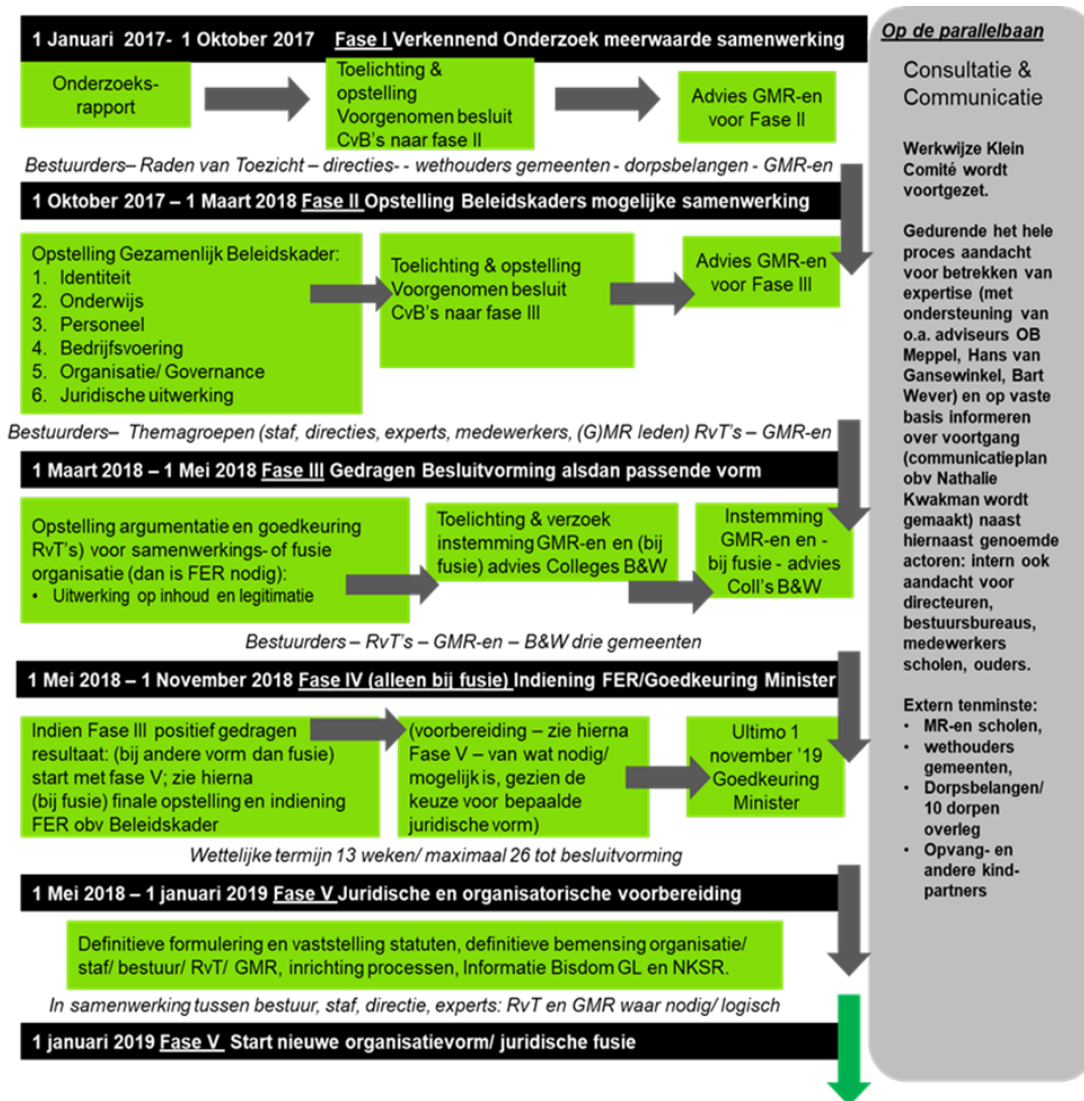 1 Januari 2017- 1 Oktober 2017 Fase I Verkennend Onderzoek meerwaarde samenwerking
Onderzoeks-
rapport
Toelichting &
opstelling
Voorgenomen besluit
CvB's naar fase II
Advies GMR-en
voor Fase II
Bestuurders– Raden van Toezicht – directies- - wethouders gemeenten - dorpsbelangen - GMR-en
1 Oktober 2017 – 1 Maart 2018 Fase II Opstelling Beleidskaders mogelijke samenwerking
Opstelling Gezamenlijk Beleidskader:
1. Identiteit
2. Onderwijs
3. Personeel
4. Bedrijfsvoering
5. Organisatie/ Governance
6. Juridische uitwerking
Toelichting & opstelling
Voorgenomen besluit
CvB's naar fase III
Advies GMR-en
voor Fase III
Bestuurders– Themagroepen (staf, directies, experts, medewerkers, (G)MR leden) RvT's – GMR-en
1 Maart 2018 – 1 Mei 2018 Fase III Gedragen Besluitvorming alsdan passende vorm
Opstelling argumentatie en goedkeuring
RvT's) voor samenwerkings- of fusie
organisatie (dan is FER nodig):
• Uitwerking op inhoud en legitimatie
Toelichting & verzoek
instemming GMR-en en (bij
fusie) advies Colleges B&W
Instemming
GMR-en en -
bij fusie - advies
Coll's B&W
Bestuurders – RvT's – GMR-en – B&W drie gemeenten
1 Mei 2018 – 1 November 2018 Fase IV (alleen bij fusie) Indiening FER/Goedkeuring Minister
Indien Fase III positief gedragen
resultaat: (bij andere vorm dan fusie)
start met fase V; zie hierna
(bij fusie) finale opstelling en indiening
FER obv Beleidskader
(voorbereiding – zie hierna
Fase V – van wat nodig/
mogelijk is, gezien de
keuze voor bepaalde
juridische vorm)
Ultimo 1
november '19
Goedkeuring
Minister
Wettelijke termijn 13 weken/ maximaal 26 tot besluitvorming
1 Mei 2018 – 1 januari 2019 Fase V Juridische en organisatorische voorbereiding
Definitieve formulering en vaststelling statuten, definitieve bemensing organisatie/
staf/ bestuur/ RvT/ GMR, inrichting processen, Informatie Bisdom GL en NKSR.
In samenwerking tussen bestuur, staf, directie, experts: RvT en GMR waar nodig/ logisch
1 januari 2019 Fase V Start nieuwe organisatievorm/ juridische fusie
Op de parallelbaan
Consultatie &
Communicatie
Werkwijze Klein
Comité wordt
voortgezet.
Gedurende het hele
proces aandacht
voor betrekken van
expertise (met
ondersteuning van
o.a. adviseurs OB
Meppel, Hans van
Gansewinkel, Bart
Wever) en op vaste
basis informeren
over voortgang
(communicatieplan
obv Nathalie
Kwakman wordt
gemaakt) naast
hiernaast genoemde
actoren: intern ook
aandacht voor
directeuren,
bestuursbureaus,
medewerkers
scholen, ouders.
Extern tenminste:
• MR-en scholen,
• wethouders
gemeenten,
• Dorpsbelangen/
10 dorpen
overleg
• Opvang- en
andere kind-
partners